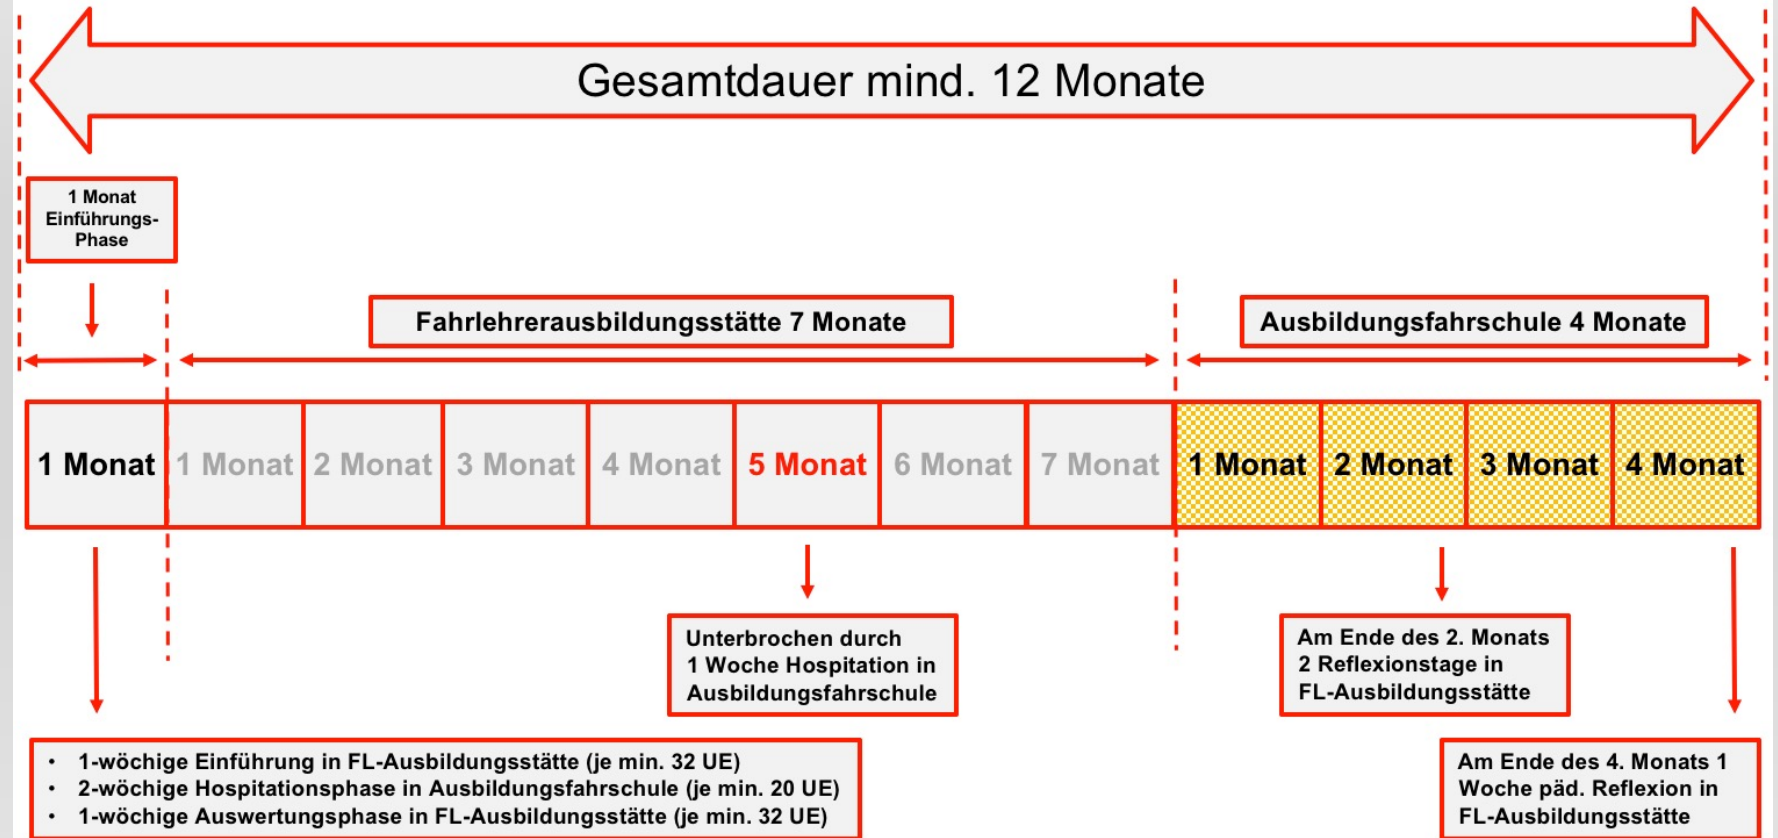 Gesamtdauer mind. 12 Monate
1 Monat
Einführungs-
Phase
Fahrlehrerausbildungsstätte 7 Monate
Ausbildungsfahrschule 4 Monate
1 Monat
1 Monat
2 Monat
3 Monat
4 Monat
5 Monat
6 Monat
7 Monat
1 Monat
2 Monat
3 Monat
4 Monat
Unterbrochen durch
1 Woche Hospitation in
Ausbildungsfahrschule
Am Ende des 2. Monats
2 Reflexionstage in
FL-Ausbildungsstätte
• 1-wöchige Einführung in FL-Ausbildungsstätte (je min. 32 UE)
• 2-wöchige Hospitationsphase in Ausbildungsfahrschule (je min. 20 UE)
• 1-wöchige Auswertungsphase in FL-Ausbildungsstätte (je min. 32 UE)
Am Ende des 4. Monats 1
Woche päd. Reflexion in
FL-Ausbildungsstätte